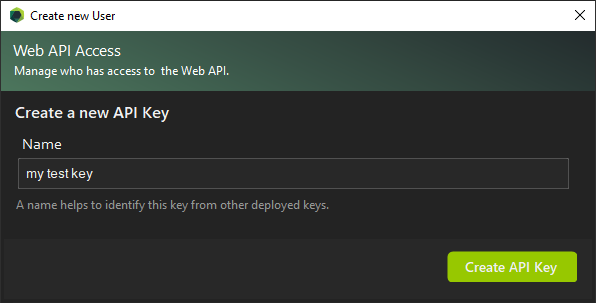 Create new User
Web API Access
Manage who has access to  the Web API.
Create a new API Key
Name
my test key
A name helps to identify this key from other deployed keys.
Create API Key